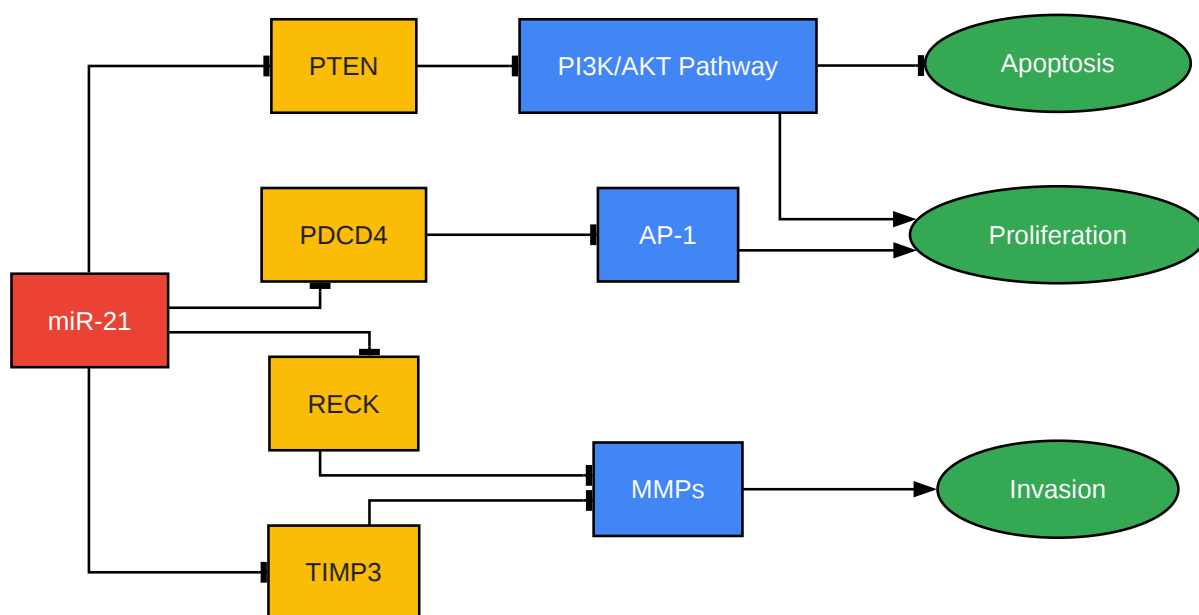 PTEN
PI3K/AKT Pathway
Apoptosis
PDCD4
AP-1
Proliferation
miR-21
RECK
MMPs
Invasion
TIMP3